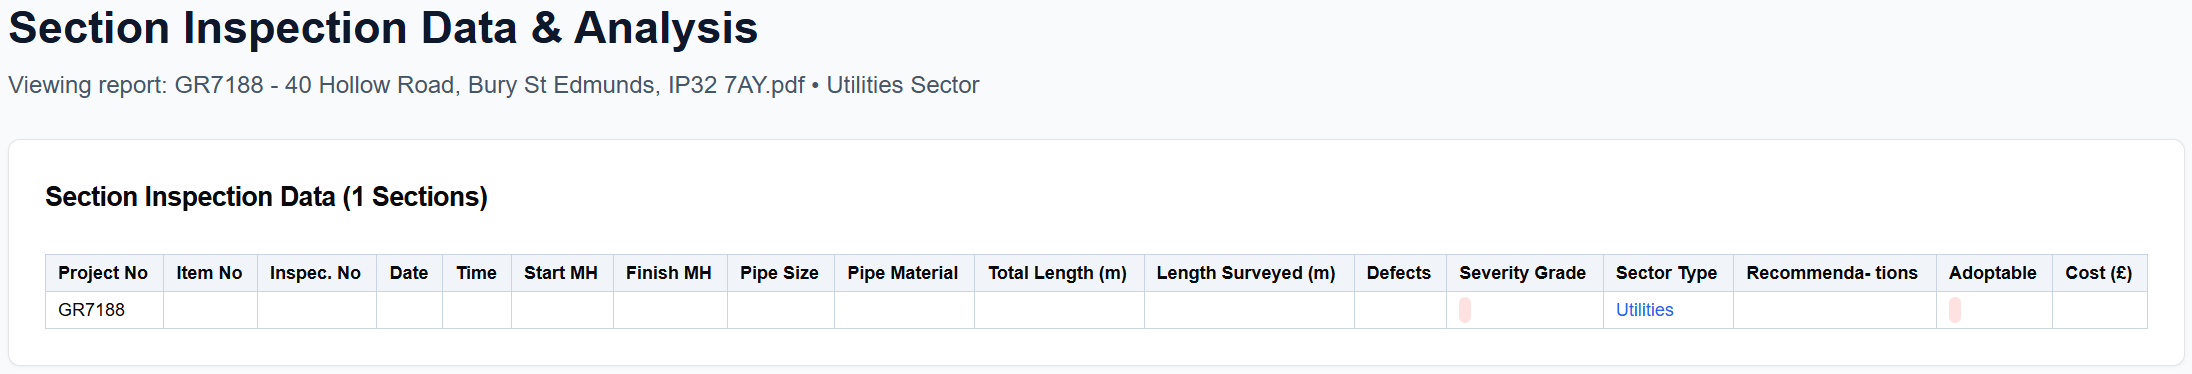 Section Inspection Data & Analysis
Viewing report: GR7188 - 40 Hollow Road, Bury St Edmunds, IP32 7AY.pdf • Utilities Sector
Section Inspection Data (1 Sections)
Project No Item No Inspec. No Date Time Start MH Finish MH Pipe Size Pipe Material Total Length (m) Length Surveyed (m) Defects Severity Grade Sector Type Recommenda- tions Adoptable Cost (£)
GR7188 Utilities